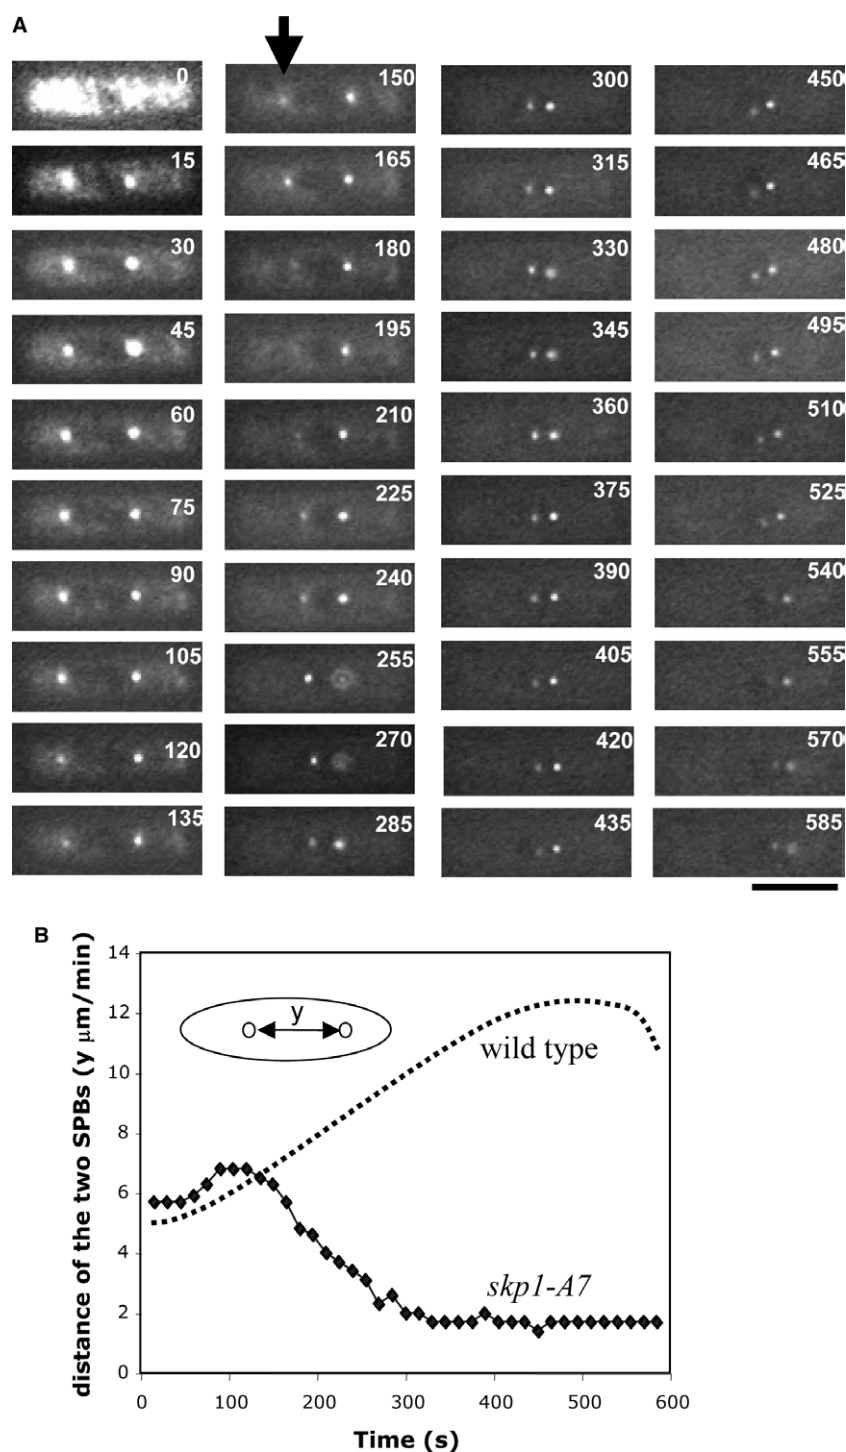 A
0 150 300 450
15 165 315 465
30 180 330 480
45 195 345 495
60 210 360 510
75 225 375 525
90 240 390 540
105 255 405 555
120 270 420 570
135 285 435 585
B
distance of the two SPBs (y μm/min)
14
12
10
8
6
4
2
0
y
wild type
skp1-A7
0 100 200 300 400 500 600
Time (s)